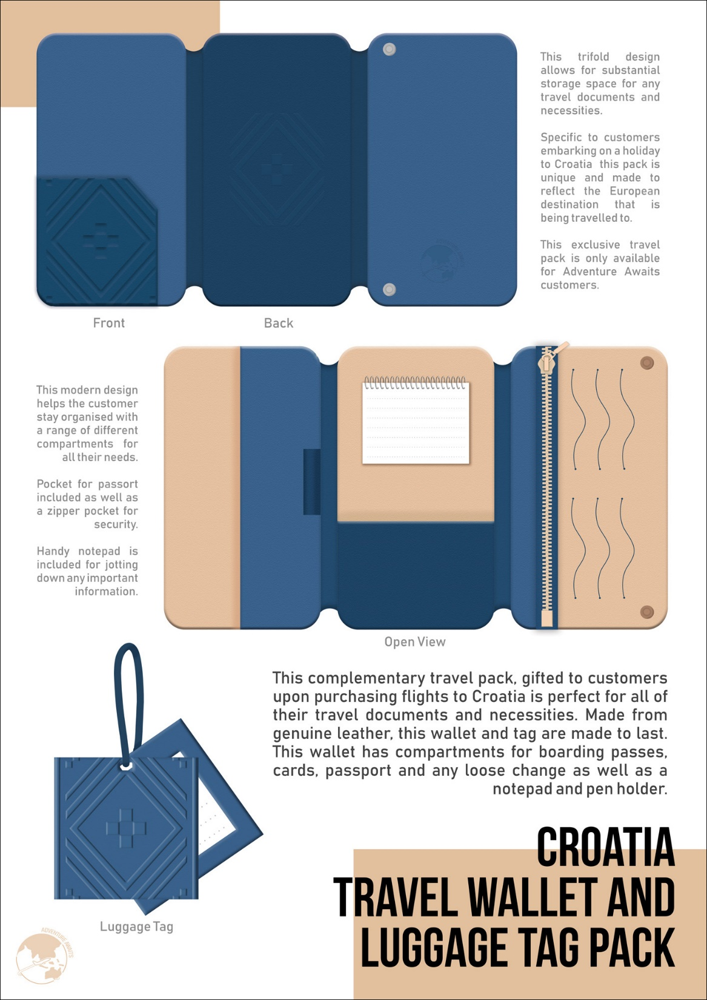 This trifold design
allows for substantial
storage space for any
travel documents and
necessities.
Specific to customers
embarking on a holiday
to Croatia this pack is
unique and made to
reflect the European
destination that is
being travelled to.
This exclusive travel
pack is only available
for Adventure Awaits
customers.
Front
Back
This modern design
helps the customer
stay organised with
a range of different
compartments for
all their needs.
Pocket for passort
included as well as
a zipper pocket for
security.
Handy notepad is
included for jotting
down any important
information.
Open View
This complementary travel pack, gifted to customers
upon purchasing flights to Croatia is perfect for all of
their travel documents and necessities. Made from
genuine leather, this wallet and tag are made to last.
This wallet has compartments for boarding passes,
cards, passport and any loose change as well as a
notepad and pen holder.
CROATIA
TRAVEL WALLET AND
LUGGAGE TAG PACK
Luggage Tag
ADVENTURE AWAITS